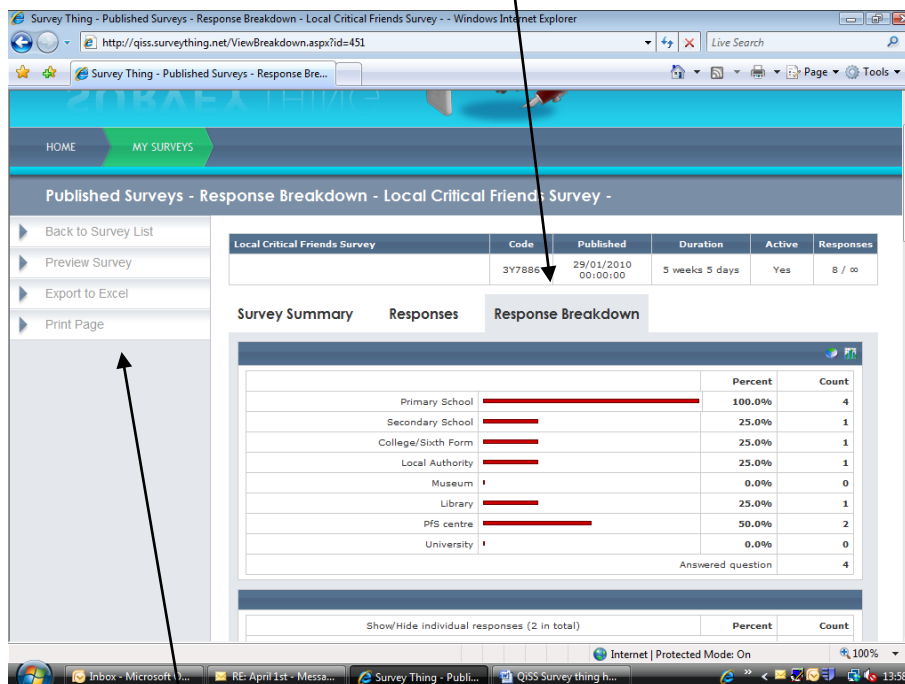 Survey Thing - Published Surveys - Response Breakdown - Local Critical Friends Survey - - Windows Internet Explorer
http://qiss.surveything.net/ViewBreakdown.aspx?id=451
Live Search
Survey Thing - Published Surveys - Response Bre...
Page
Tools
SURVEY THING
HOME
MY SURVEYS
Published Surveys - Response Breakdown - Local Critical Friends Survey -
Back to Survey List
Preview Survey
Export to Excel
Print Page
Local Critical Friends Survey Code Published Duration Active Responses
3Y7886 29/01/2010 00:00:00 5 weeks 5 days Yes 8 / ∞
Survey Summary Responses Response Breakdown
Percent Count
Primary School 100.0% 4
Secondary School 25.0% 1
College/Sixth Form 25.0% 1
Local Authority 25.0% 1
Museum 0.0% 0
Library 25.0% 1
PfS centre 50.0% 2
University 0.0% 0
Answered question 4
Show/Hide individual responses (2 in total) Percent Count
Internet | Protected Mode: On 100%
Inbox - Microsoft O... RE: April 1st - Messa... Survey Thing - Publi... QiSS Survey thing h... 13:58